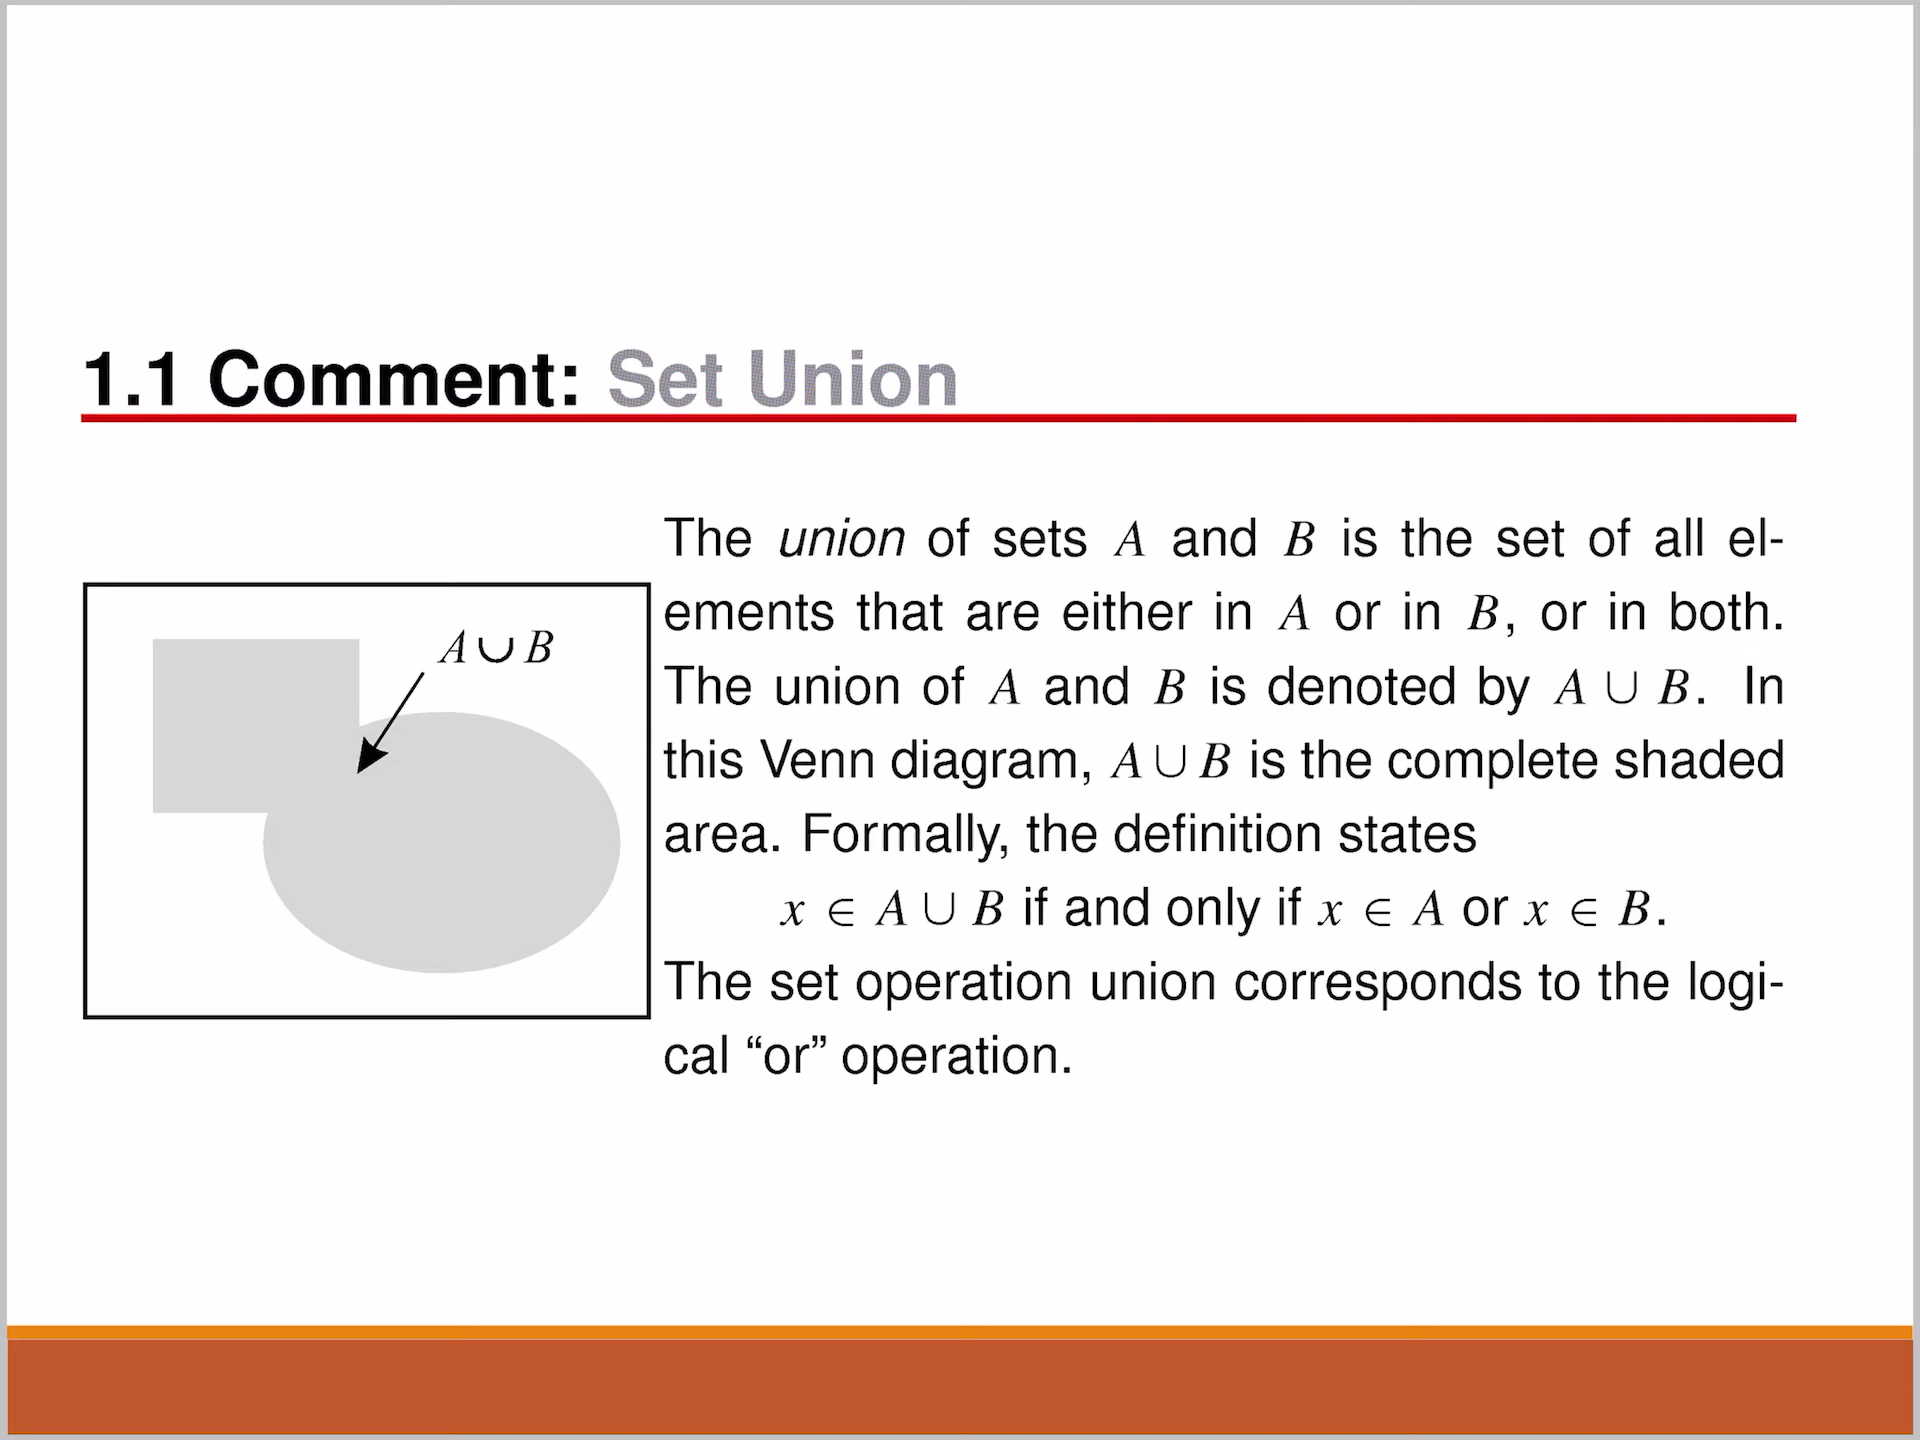 1.1 Comment: Set Union
A ∪ B
The union of sets A and B is the set of all el-
ements that are either in A or in B, or in both.
The union of A and B is denoted by A ∪ B. In
this Venn diagram, A ∪ B is the complete shaded
area. Formally, the definition states
x ∈ A ∪ B if and only if x ∈ A or x ∈ B.
The set operation union corresponds to the logi-
cal “or” operation.